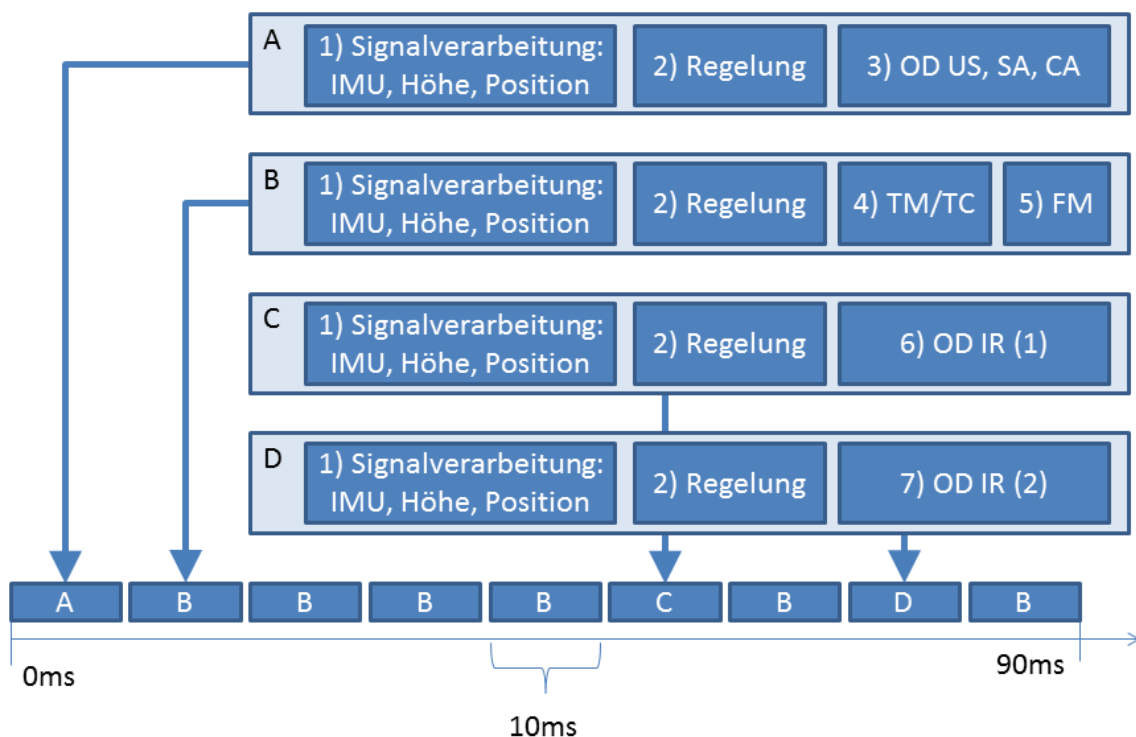 A
1) Signalverarbeitung:
IMU, Höhe, Position
2) Regelung
3) OD US, SA, CA
B
1) Signalverarbeitung:
IMU, Höhe, Position
2) Regelung
4) TM/TC
5) FM
C
1) Signalverarbeitung:
IMU, Höhe, Position
2) Regelung
6) OD IR (1)
D
1) Signalverarbeitung:
IMU, Höhe, Position
2) Regelung
7) OD IR (2)
A B B B B C B D B
0ms 90ms
10ms